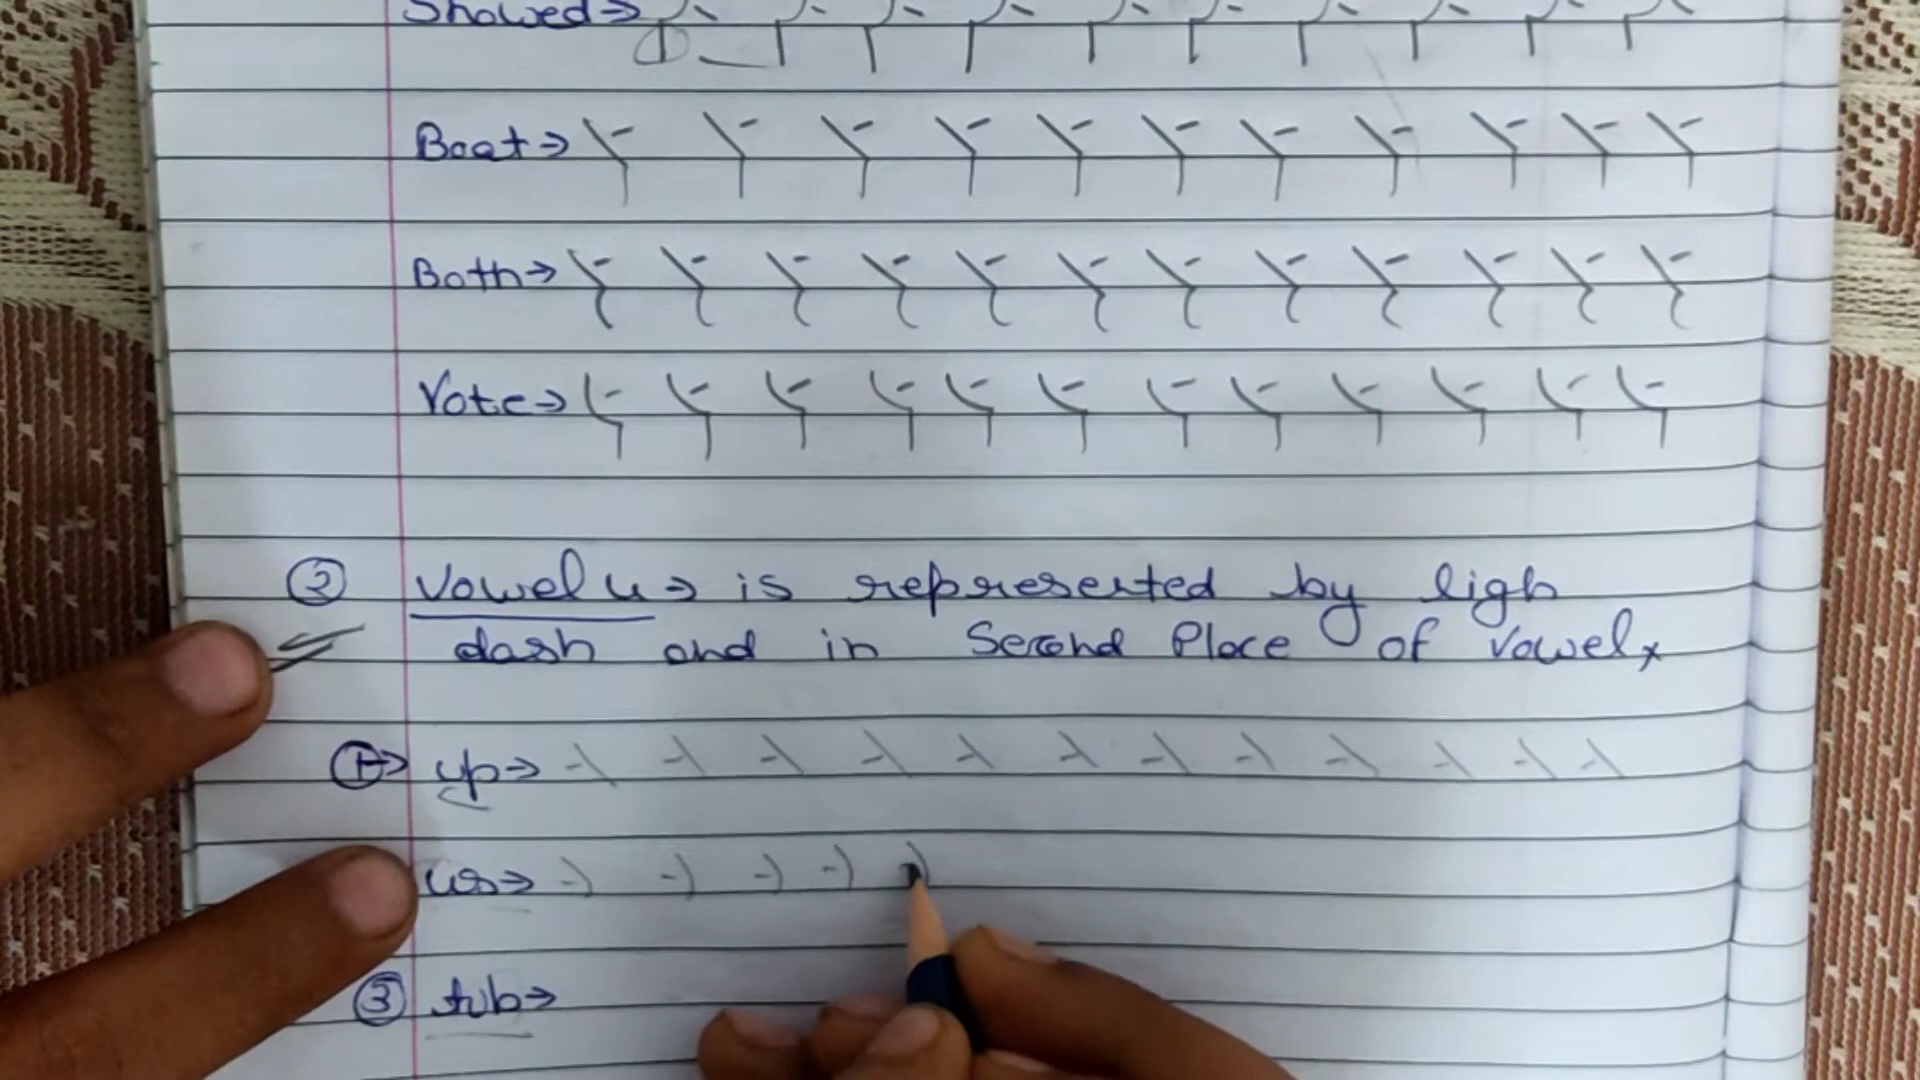 Showed→
Boat→
Both→
Vote→
② Vowel u→ is represented by ligh
dash and in Second Place of Vowelx
①→ up→
us→
③ tub→